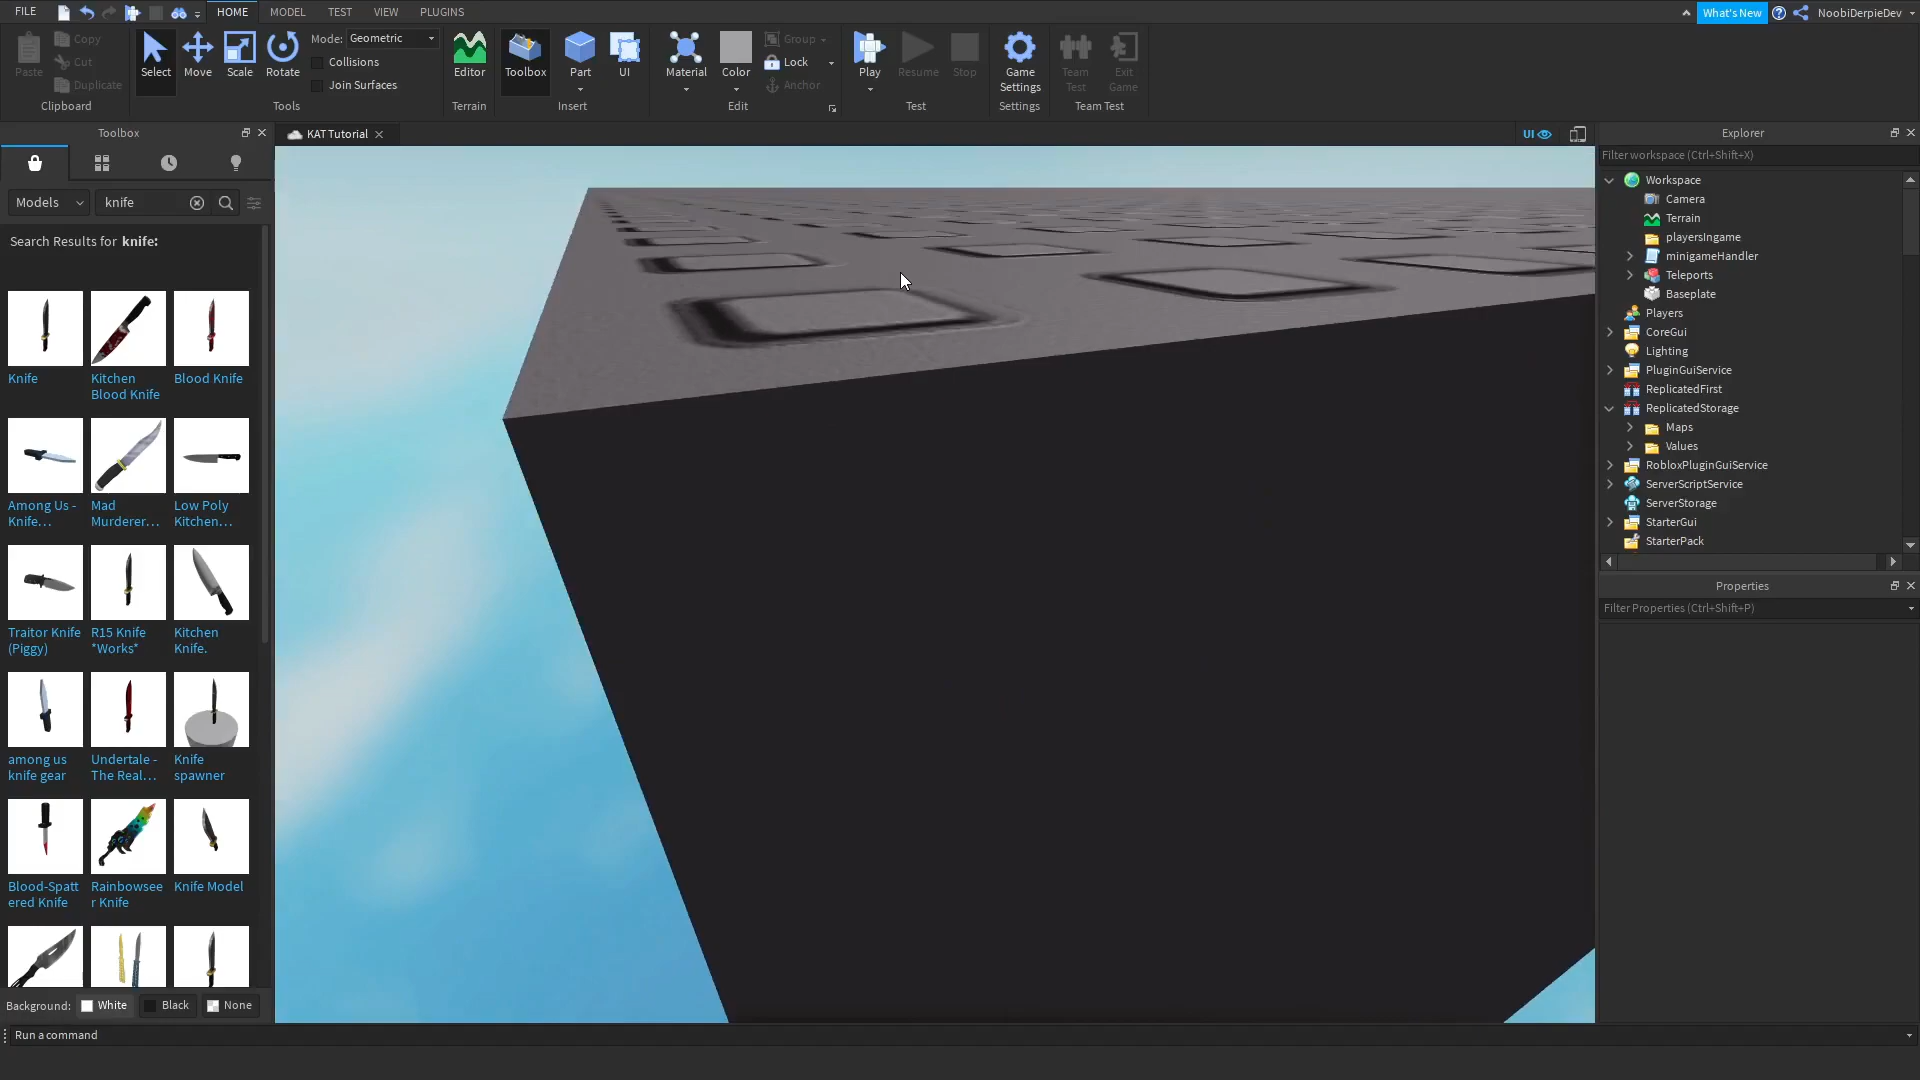 FILE HOME MODEL TEST VIEW PLUGINS What's New NoobiDerpieDev
Paste Copy Cut Duplicate Select Move Scale Rotate Mode: Geometric Collisions Join Surfaces Editor Toolbox Part UI Material Color Group Lock Anchor Play Resume Stop Game Settings Team Test Exit Game
Clipboard Tools Terrain Insert Edit Test Settings Team Test
Toolbox
KAT Tutorial
UI
Models knife
Search Results for knife:
Knife
Kitchen
Blood Knife
Blood Knife
Among Us -
Knife...
Mad
Murderer...
Low Poly
Kitchen...
Traitor Knife
(Piggy)
R15 Knife
*Works*
Kitchen
Knife.
among us
knife gear
Undertale -
The Real...
Knife
spawner
Blood-Spatt
ered Knife
Rainbowsee
r Knife
Knife Model
Background: White Black None
Run a command
Explorer
Filter workspace (Ctrl+Shift+X)
Workspace
Camera
Terrain
playersIngame
minigameHandler
Teleports
Baseplate
Players
CoreGui
Lighting
PluginGuiService
ReplicatedFirst
ReplicatedStorage
Maps
Values
RobloxPluginGuiService
ServerScriptService
ServerStorage
StarterGui
StarterPack
Properties
Filter Properties (Ctrl+Shift+P)